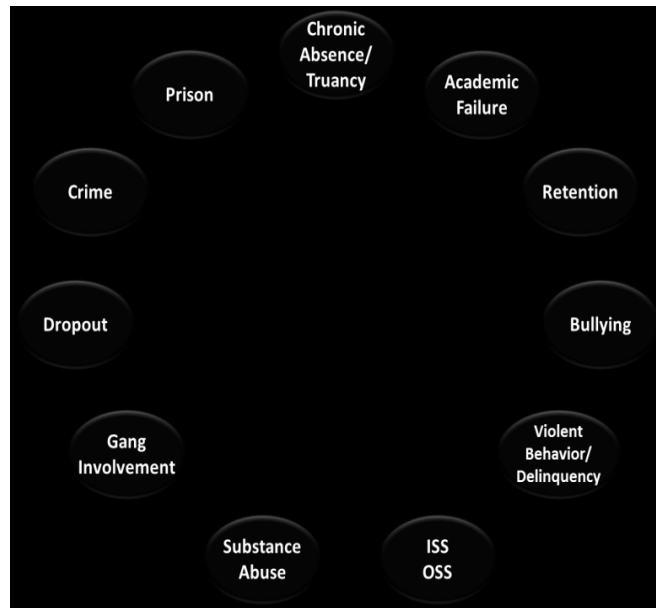 Chronic
Absence/
Truancy
Academic
Failure
Retention
Bullying
Violent
Behavior/
Delinquency
ISS
OSS
Substance
Abuse
Gang
Involvement
Dropout
Crime
Prison